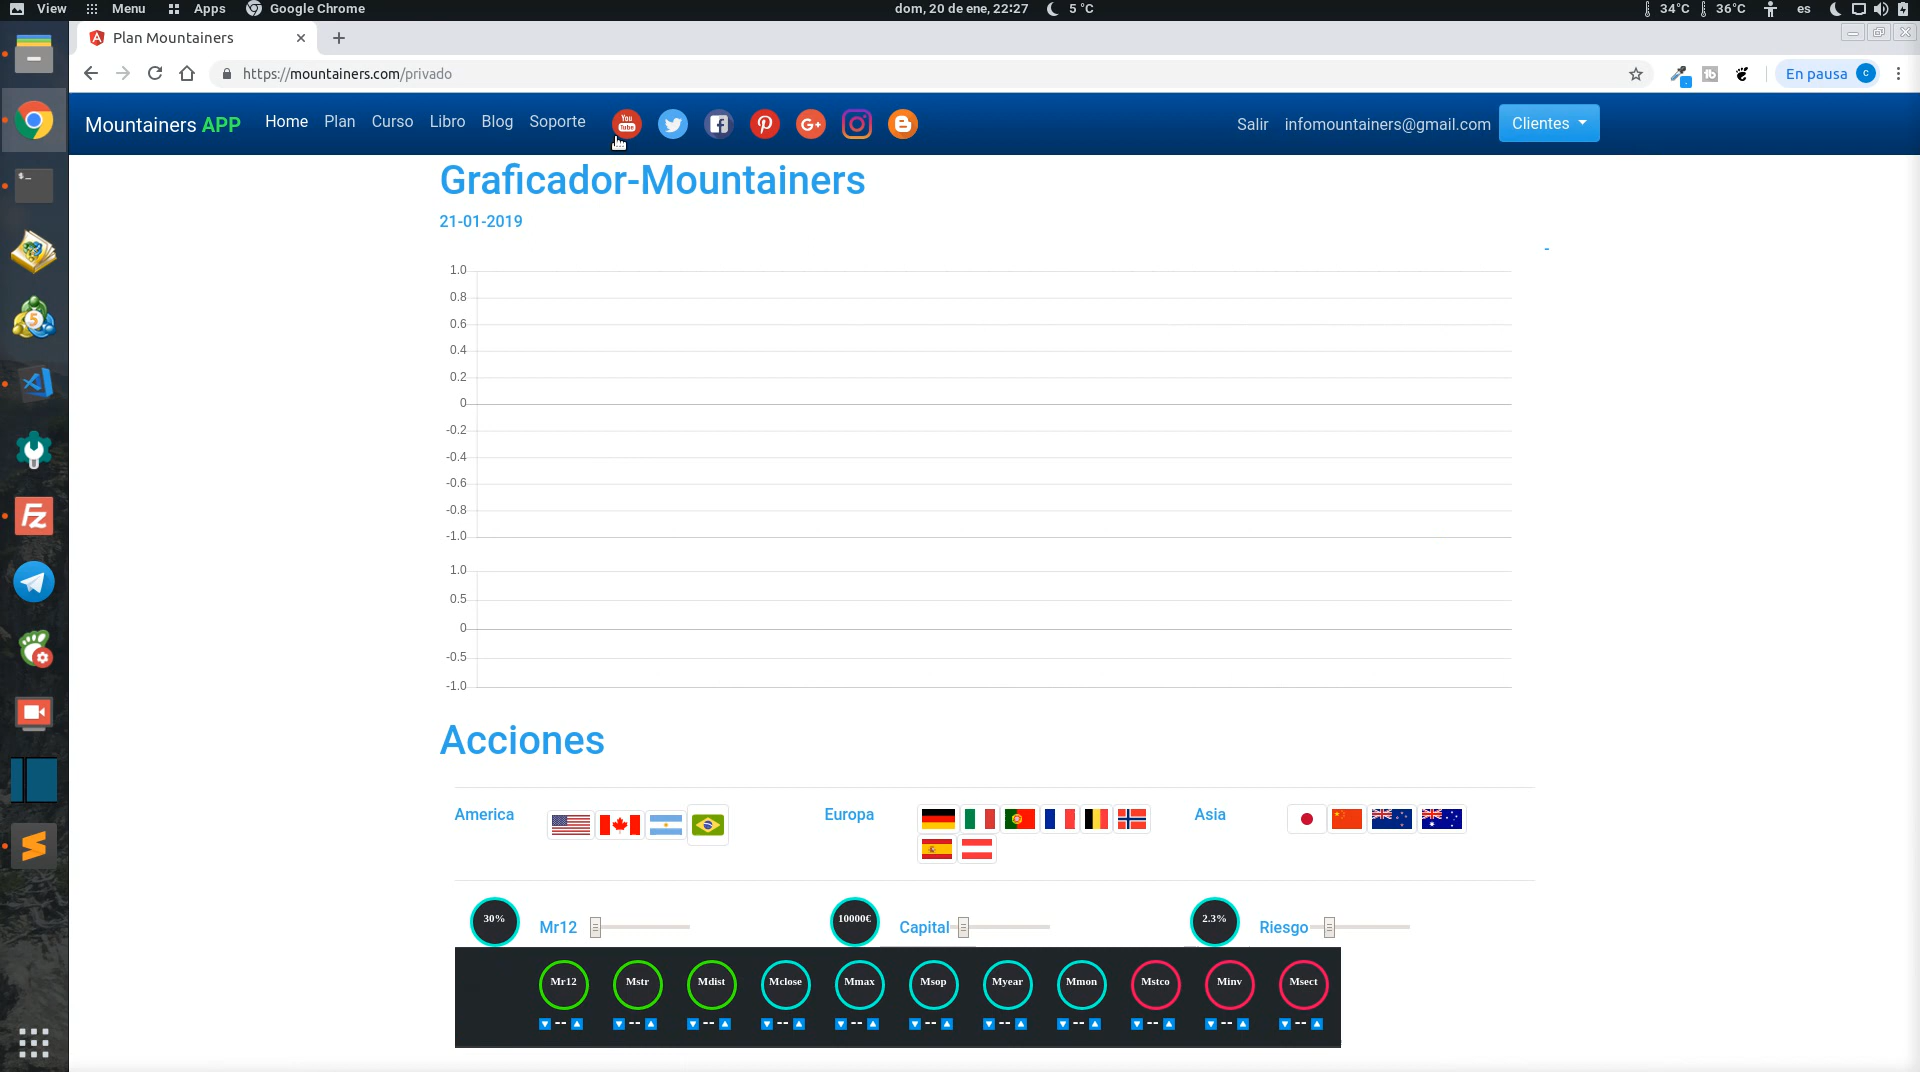 View Menu Apps Google Chrome dom, 20 de ene, 22:27 5 °C 34°C 36°C es
Plan Mountainers
https://mountainers.com/privado En pausa c
Mountainers APP Home Plan Curso Libro Blog Soporte You Tube G+ Salir infomountainers@gmail.com Clientes
Graficador-Mountainers
21-01-2019
-
1.0
0.8
0.6
0.4
0.2
0
-0.2
-0.4
-0.6
-0.8
-1.0
1.0
0.5
0
-0.5
-1.0
Acciones
America Europa Asia
30% Mr12 10000€ Capital 2.3% Riesgo
Mr12 Mstr Mdist Mclose Mmax Msop Myear Mmon Mstco Minv Msect
-- -- -- -- -- -- -- -- -- -- --
$_
5
Fz